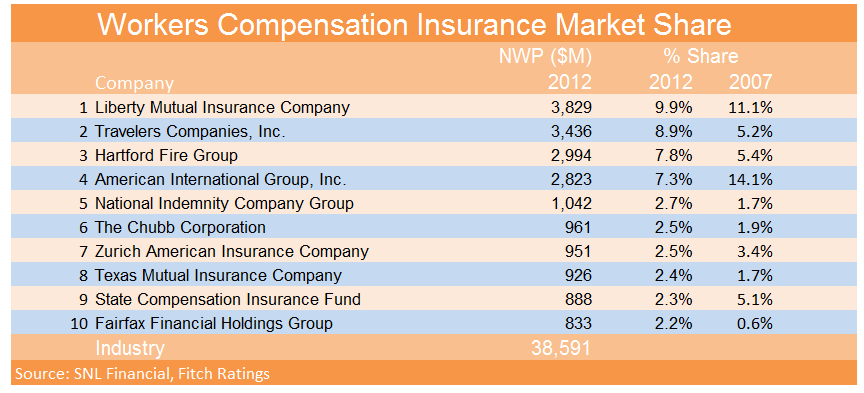 Workers Compensation Insurance Market Share
NWP ($M) % Share
Company 2012 2012 2007
1 Liberty Mutual Insurance Company 3,829 9.9% 11.1%
2 Travelers Companies, Inc. 3,436 8.9% 5.2%
3 Hartford Fire Group 2,994 7.8% 5.4%
4 American International Group, Inc. 2,823 7.3% 14.1%
5 National Indemnity Company Group 1,042 2.7% 1.7%
6 The Chubb Corporation 961 2.5% 1.9%
7 Zurich American Insurance Company 951 2.5% 3.4%
8 Texas Mutual Insurance Company 926 2.4% 1.7%
9 State Compensation Insurance Fund 888 2.3% 5.1%
10 Fairfax Financial Holdings Group 833 2.2% 0.6%
Industry 38,591
Source: SNL Financial, Fitch Ratings